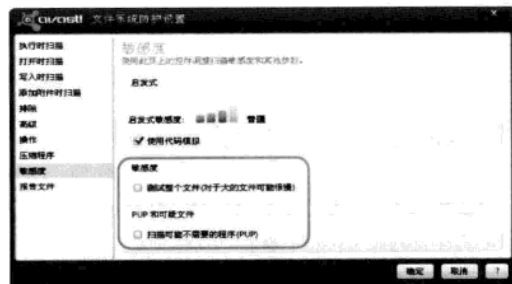 avast! 文件系统防护设置
执行时扫描
打开时扫描
写入时扫描
添加附件时扫描
排除
高级
操作
压缩程序
敏感度
报告文件
敏感度
使用此页上的控件调整扫描敏感度和其他参数。
启发式
启发式敏感度: 普通
使用代码模拟
敏感度
测试整个文件(对于大的文件可能很慢)
PUP 和可疑文件
扫描可能不需要的程序(PUP)
确定 取消 ?